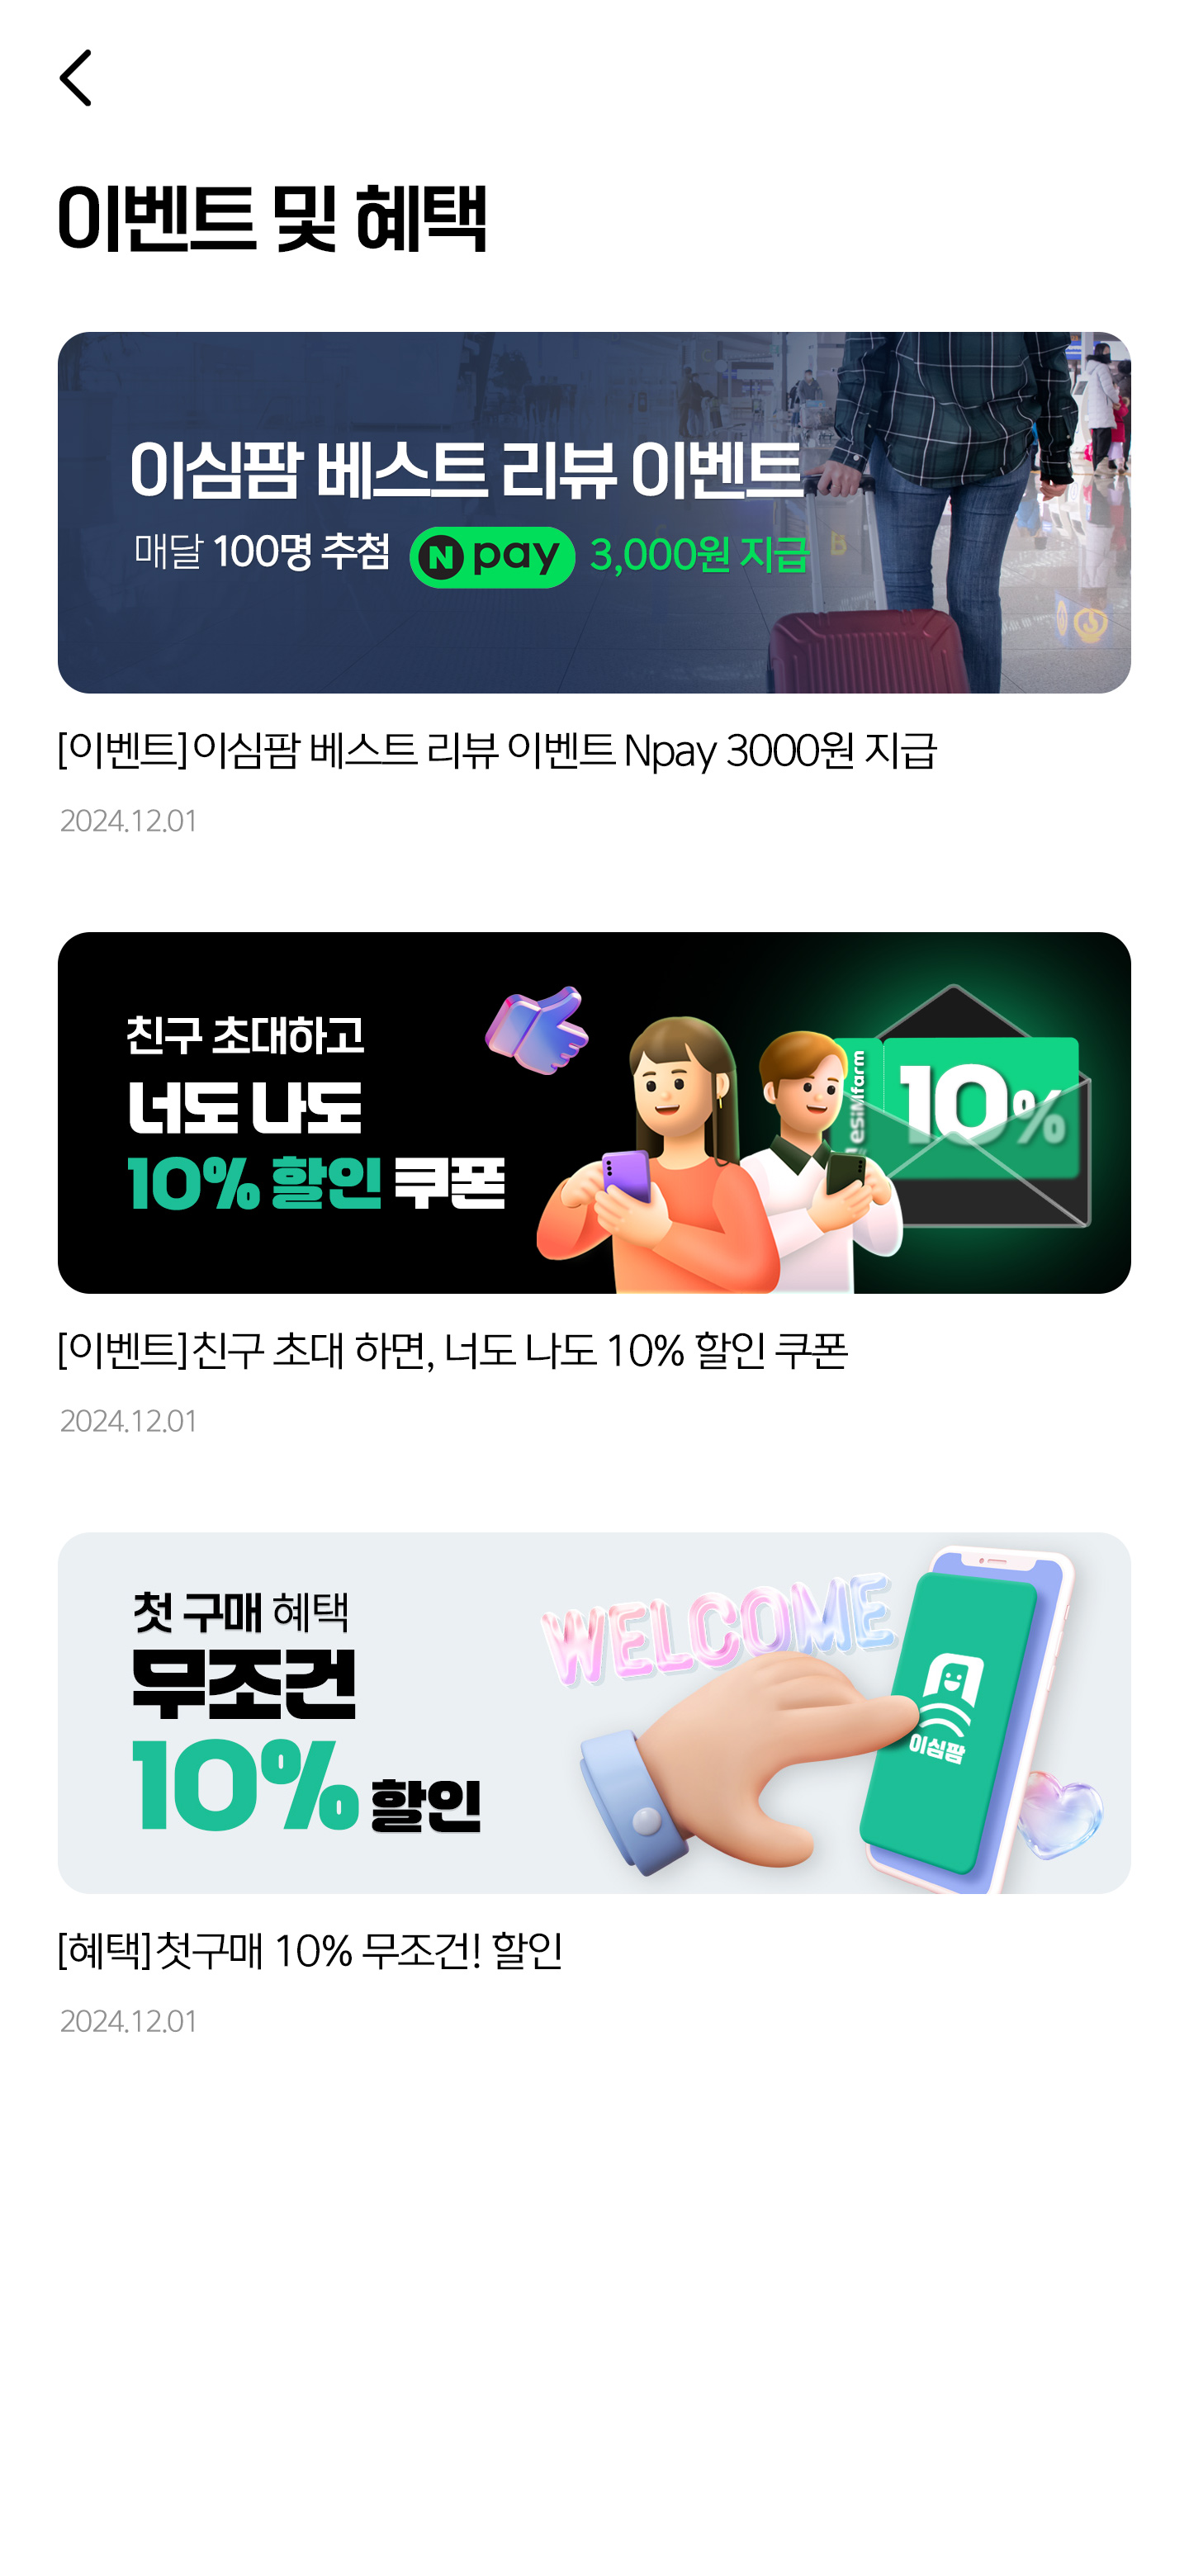 이벤트 및 혜택
이심팜 베스트 리뷰 이벤트
매달 100명 추첨 N pay 3,000원 지급
[이벤트]이심팜 베스트 리뷰 이벤트 Npay 3000원 지급
2024.12.01
친구 초대하고
너도 나도
10% 할인 쿠폰
esiMfarm
10%
[이벤트]친구 초대 하면, 너도 나도 10% 할인 쿠폰
2024.12.01
첫 구매 혜택
무조건
10% 할인
WELCOME
이심팜
[혜택]첫구매 10% 무조건! 할인
2024.12.01